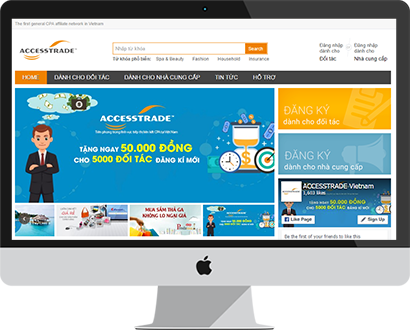 The first general CPA affiliate network in Vietnam
ACCESSTRADE
Nhập từ khóa
Search
Từ khóa phổ biến: Spa & Beauty Fashion Household Insurance
Đăng nhập
dành cho
Đối tác
Đăng nhập
dành cho
Nhà cung cấp
HOME
DÀNH CHO ĐỐI TÁC
DÀNH CHO NHÀ CUNG CẤP
TIN TỨC
HỖ TRỢ
ACCESSTRADE
TẶNG NGAY 50.000 ĐỒNG
CHO 5000 ĐỐI TÁC ĐĂNG KÍ MỚI
ĐĂNG KÝ
dành cho đối tác
ĐĂNG KÝ
dành cho nhà cung cấp
ACCESSTRADE-Vietnam
Like Page
Sign Up
Be the first of your friends to like this
MUA SẮM THẢ GA
KHÔNG LO NGẠI GIÁ